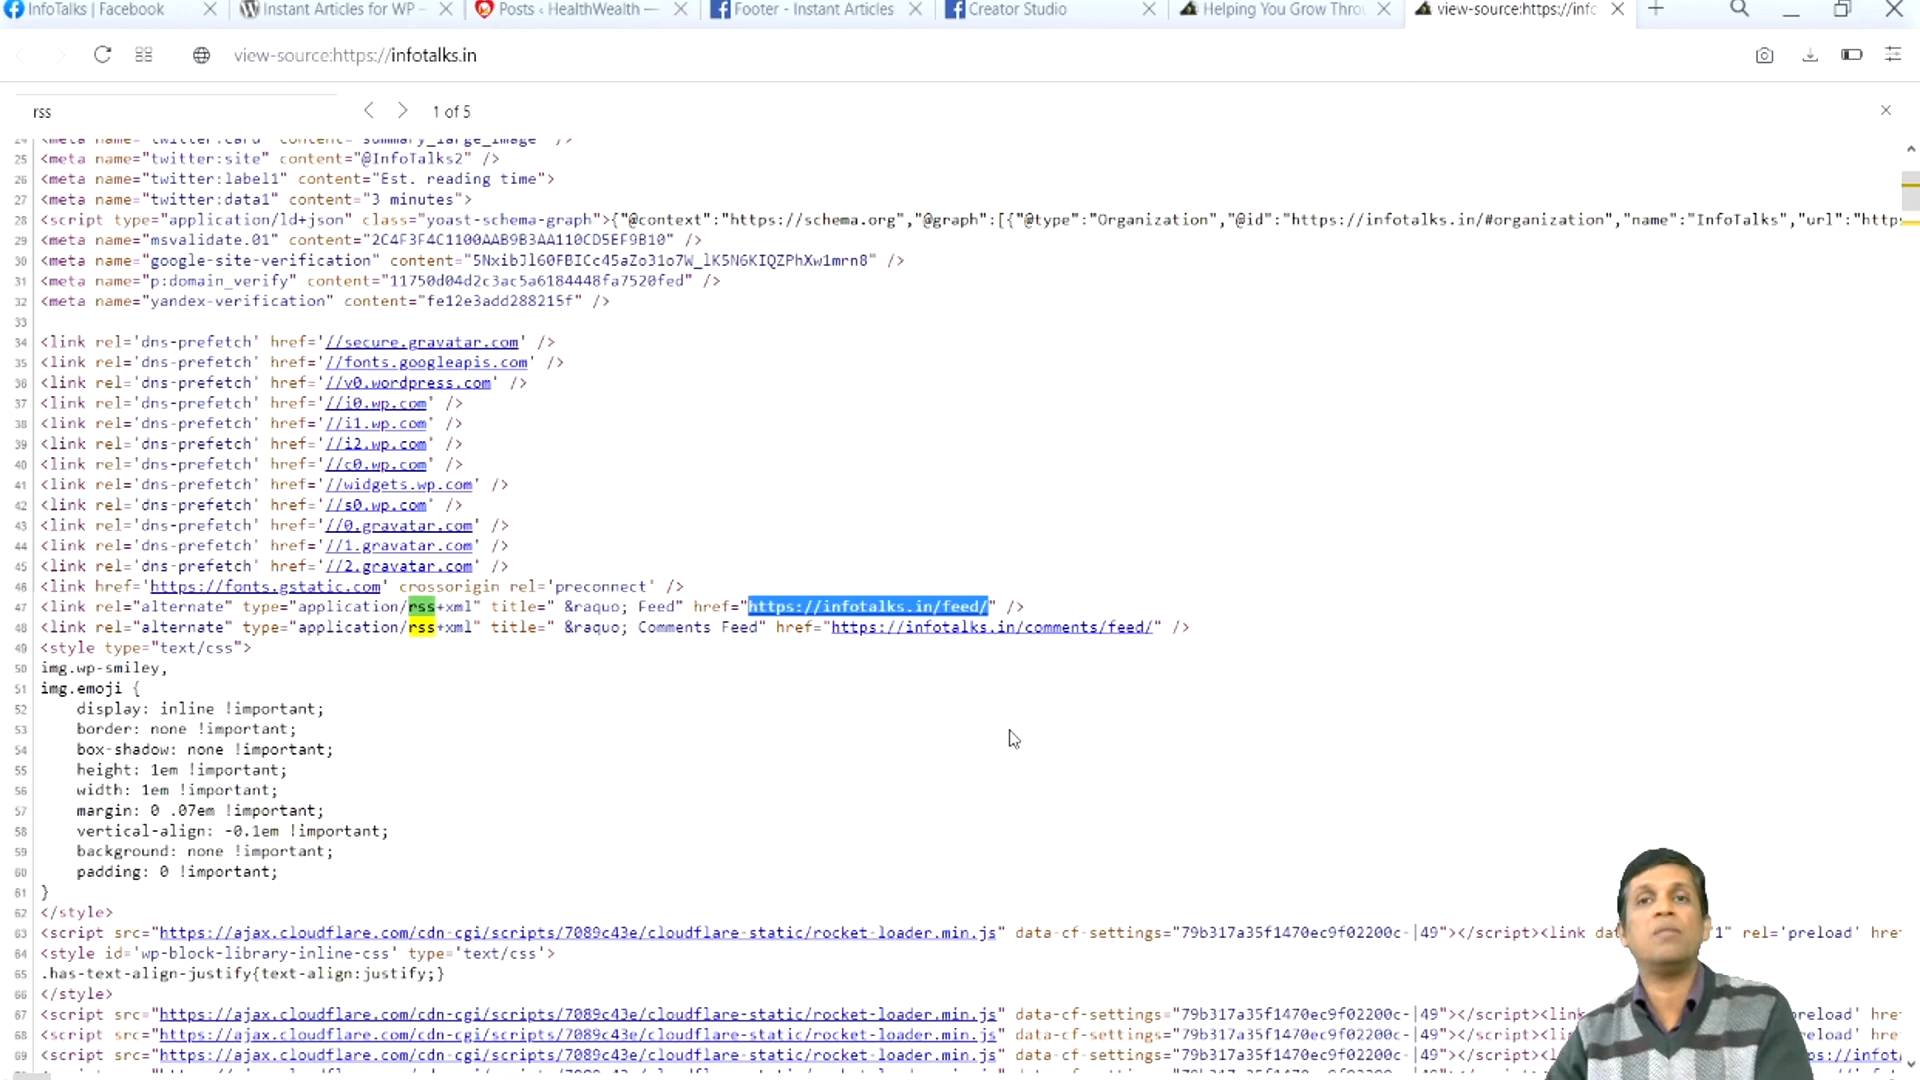 InfoTalks | Facebook
Instant Articles for WP –
Posts ‹ HealthWealth —
Footer - Instant Articles
Creator Studio
Helping You Grow Throu
view-source:https://info
view-source:https://infotalks.in
rss
1 of 5
24 <meta name="twitter:card" content="summary_large_image" />
25 <meta name="twitter:site" content="@InfoTalks2" />
26 <meta name="twitter:label1" content="Est. reading time">
27 <meta name="twitter:data1" content="3 minutes">
28 <script type="application/ld+json" class="yoast-schema-graph">{"@context":"https://schema.org","@graph":[{"@type":"Organization","@id":"https://infotalks.in/#organization","name":"InfoTalks","url":"http
29 <meta name="msvalidate.01" content="2C4F3F4C1100AAB9B3AA110CD5EF9B10" />
30 <meta name="google-site-verification" content="5NxibJl60FBICc45aZo31o7W_lK5N6KIQZPhXw1mrn8" />
31 <meta name="p:domain_verify" content="11750d04d2c3ac5a6184448fa7520fed" />
32 <meta name="yandex-verification" content="fe12e3add288215f" />
33
34 <link rel='dns-prefetch' href='//secure.gravatar.com' />
35 <link rel='dns-prefetch' href='//fonts.googleapis.com' />
36 <link rel='dns-prefetch' href='//v0.wordpress.com' />
37 <link rel='dns-prefetch' href='//i0.wp.com' />
38 <link rel='dns-prefetch' href='//i1.wp.com' />
39 <link rel='dns-prefetch' href='//i2.wp.com' />
40 <link rel='dns-prefetch' href='//c0.wp.com' />
41 <link rel='dns-prefetch' href='//widgets.wp.com' />
42 <link rel='dns-prefetch' href='//s0.wp.com' />
43 <link rel='dns-prefetch' href='//0.gravatar.com' />
44 <link rel='dns-prefetch' href='//1.gravatar.com' />
45 <link rel='dns-prefetch' href='//2.gravatar.com' />
46 <link href='https://fonts.gstatic.com' crossorigin rel='preconnect' />
47 <link rel="alternate" type="application/rss+xml" title=" &raquo; Feed" href="https://infotalks.in/feed/" />
48 <link rel="alternate" type="application/rss+xml" title=" &raquo; Comments Feed" href="https://infotalks.in/comments/feed/" />
49 <style type="text/css">
50 img.wp-smiley,
51 img.emoji {
52 display: inline !important;
53 border: none !important;
54 box-shadow: none !important;
55 height: 1em !important;
56 width: 1em !important;
57 margin: 0 .07em !important;
58 vertical-align: -0.1em !important;
59 background: none !important;
60 padding: 0 !important;
61 }
62 </style>
63 <script src="https://ajax.cloudflare.com/cdn-cgi/scripts/7089c43e/cloudflare-static/rocket-loader.min.js" data-cf-settings="79b317a35f1470ec9f02200c-|49"></script><link da 1" rel='preload' hre
64 <style id='wp-block-library-inline-css' type='text/css'>
65 .has-text-align-justify{text-align:justify;}
66 </style>
67 <script src="https://ajax.cloudflare.com/cdn-cgi/scripts/7089c43e/cloudflare-static/rocket-loader.min.js" data-cf-settings="79b317a35f1470ec9f02200c-|49"></script><link reload' hre
68 <script src="https://ajax.cloudflare.com/cdn-cgi/scripts/7089c43e/cloudflare-static/rocket-loader.min.js" data-cf-settings="79b317a35f1470ec9f02200c-|49"></script><l reload' hre
69 <script src="https://ajax.cloudflare.com/cdn-cgi/scripts/7089c43e/cloudflare-static/rocket-loader.min.js" data-cf-settings="79b317a35f1470ec9f02200c-|49"></script><l ps://infot